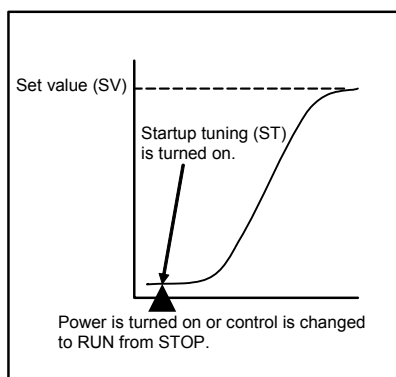 Set value (SV)
Startup tuning (ST)
is turned on.
Power is turned on or control is changed
to RUN from STOP.